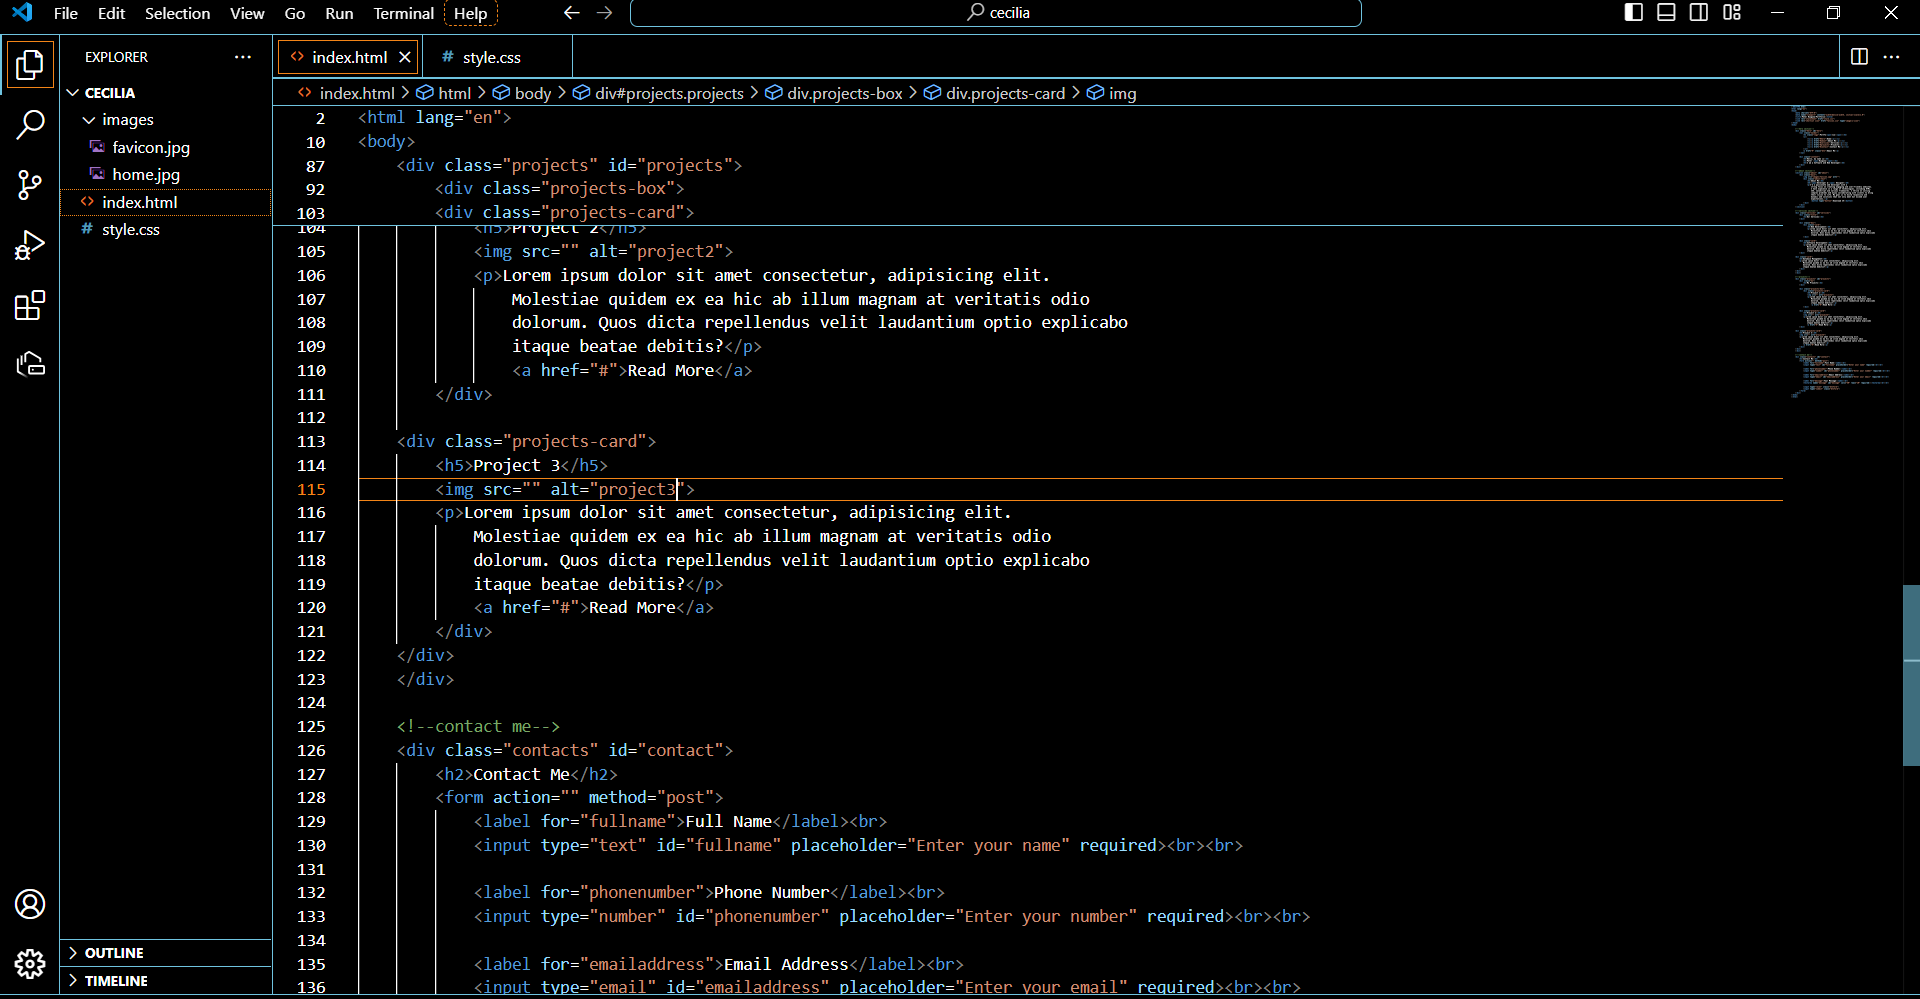 File Edit Selection View Go Run Terminal Help
cecilia
EXPLORER
CECILIA
images
favicon.jpg
home.jpg
index.html
style.css
OUTLINE
TIMELINE
index.html
# style.css
index.html > html > body > div#projects.projects > div.projects-box > div.projects-card > img
2 <html lang="en">
10 <body>
87 <div class="projects" id="projects">
92 <div class="projects-box">
103 <div class="projects-card">
104 <h5>Project 2</h5>
105 <img src="" alt="project2">
106 <p>Lorem ipsum dolor sit amet consectetur, adipisicing elit.
107 Molestiae quidem ex ea hic ab illum magnam at veritatis odio
108 dolorum. Quos dicta repellendus velit laudantium optio explicabo
109 itaque beatae debitis?</p>
110 <a href="#">Read More</a>
111 </div>
112
113 <div class="projects-card">
114 <h5>Project 3</h5>
115 <img src="" alt="project3">
116 <p>Lorem ipsum dolor sit amet consectetur, adipisicing elit.
117 Molestiae quidem ex ea hic ab illum magnam at veritatis odio
118 dolorum. Quos dicta repellendus velit laudantium optio explicabo
119 itaque beatae debitis?</p>
120 <a href="#">Read More</a>
121 </div>
122 </div>
123 </div>
124
125 <!--contact me-->
126 <div class="contacts" id="contact">
127 <h2>Contact Me</h2>
128 <form action="" method="post">
129 <label for="fullname">Full Name</label><br>
130 <input type="text" id="fullname" placeholder="Enter your name" required><br><br>
131
132 <label for="phonenumber">Phone Number</label><br>
133 <input type="number" id="phonenumber" placeholder="Enter your number" required><br><br>
134
135 <label for="emailaddress">Email Address</label><br>
136 <input type="email" id="emailaddress" placeholder="Enter your email" required><br><br>